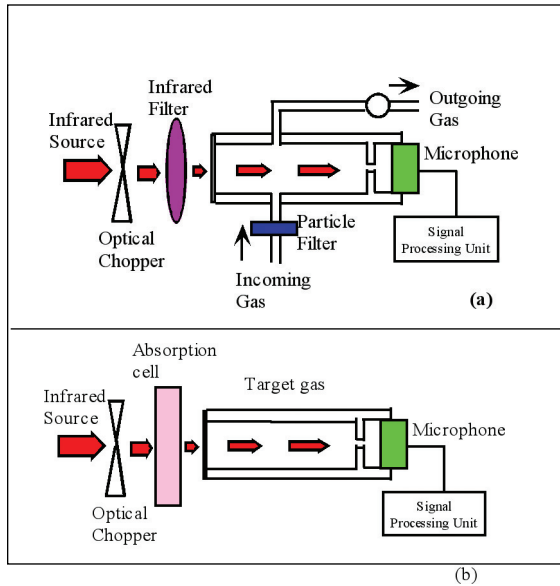 Infrared
Filter
Infrared
Source
Outgoing
Gas
Microphone
Particle
Filter
Optical
Chopper
Signal
Processing Unit
Incoming
Gas
(a)
Absorption
cell
Infrared
Source
Target gas
Microphone
Optical
Chopper
Signal
Processing Unit
(b)